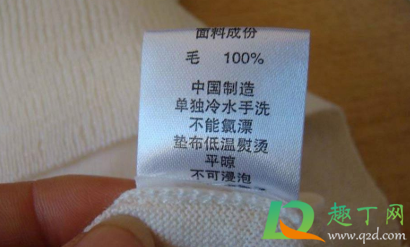 面料成份
毛 100%
中国制造
单独冷水手洗
不能氯漂
垫布低温熨烫
平晾
不可浸泡
趣丁网
www.qzd.com